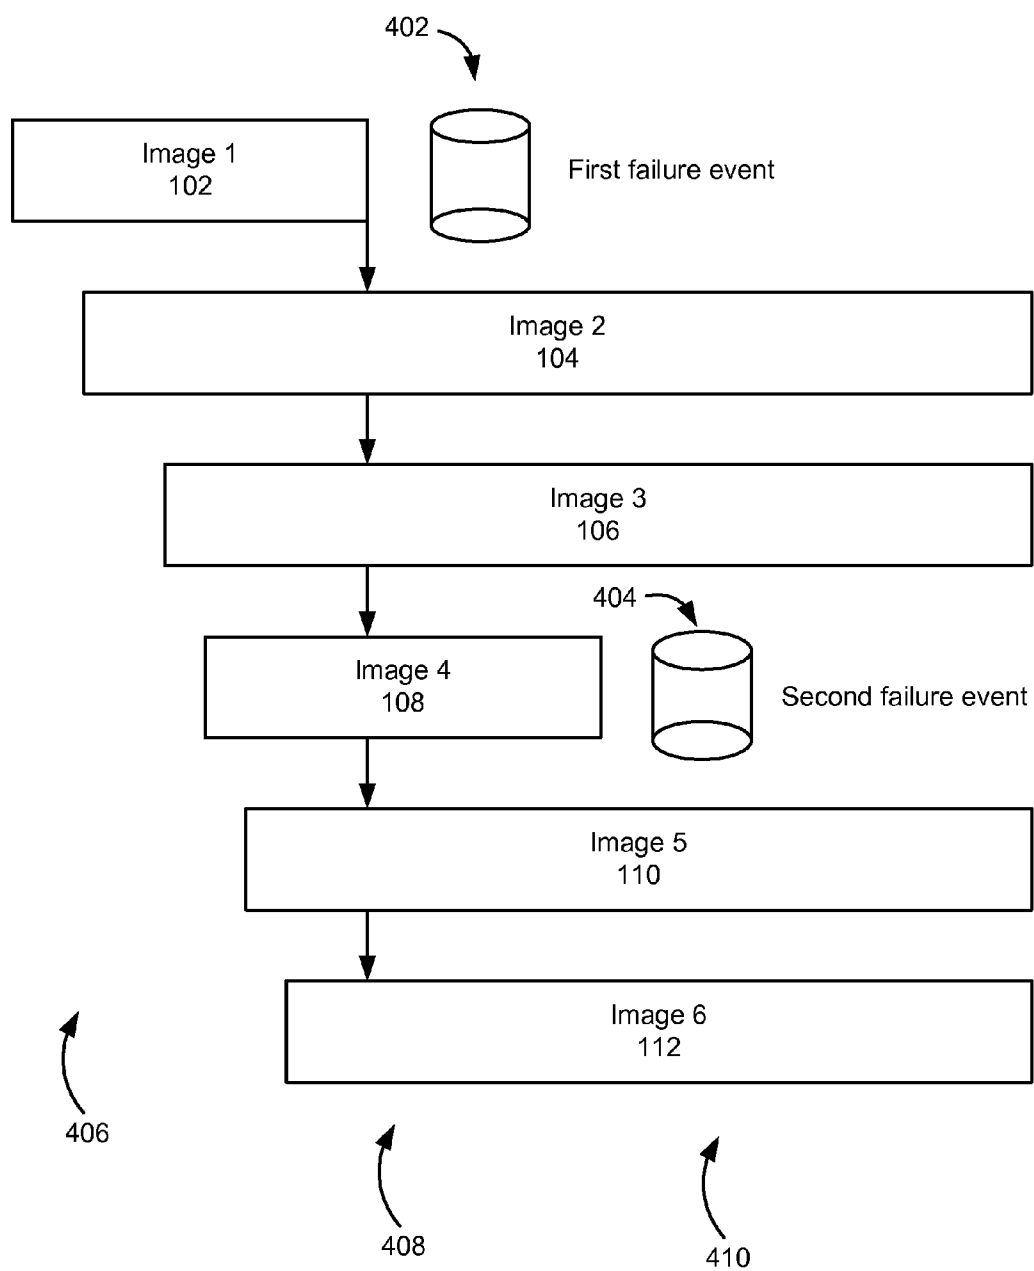 402
Image 1
102
First failure event
Image 2
104
Image 3
106
404
Image 4
108
Second failure event
Image 5
110
Image 6
112
406
408
410